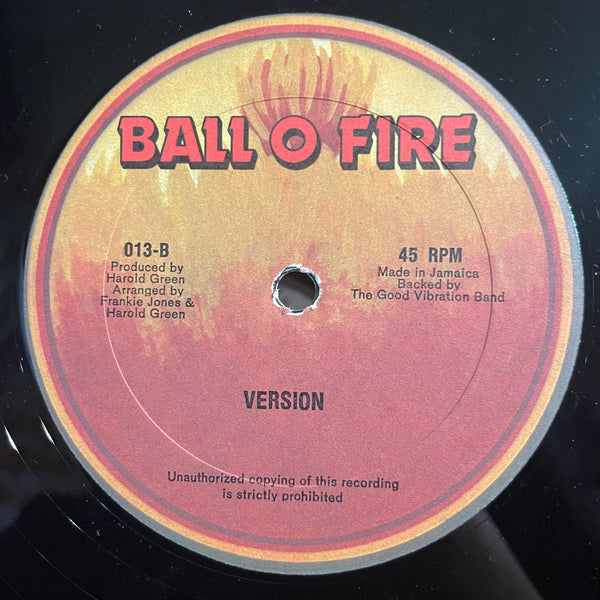 BALL O FIRE
013-B
Produced by
Harold Green
Arranged by
Frankie Jones &
Harold Green
45 RPM
Made in Jamaica
Backed by
The Good Vibration Band
VERSION
Unauthorized copying of this recording
is strictly prohibited